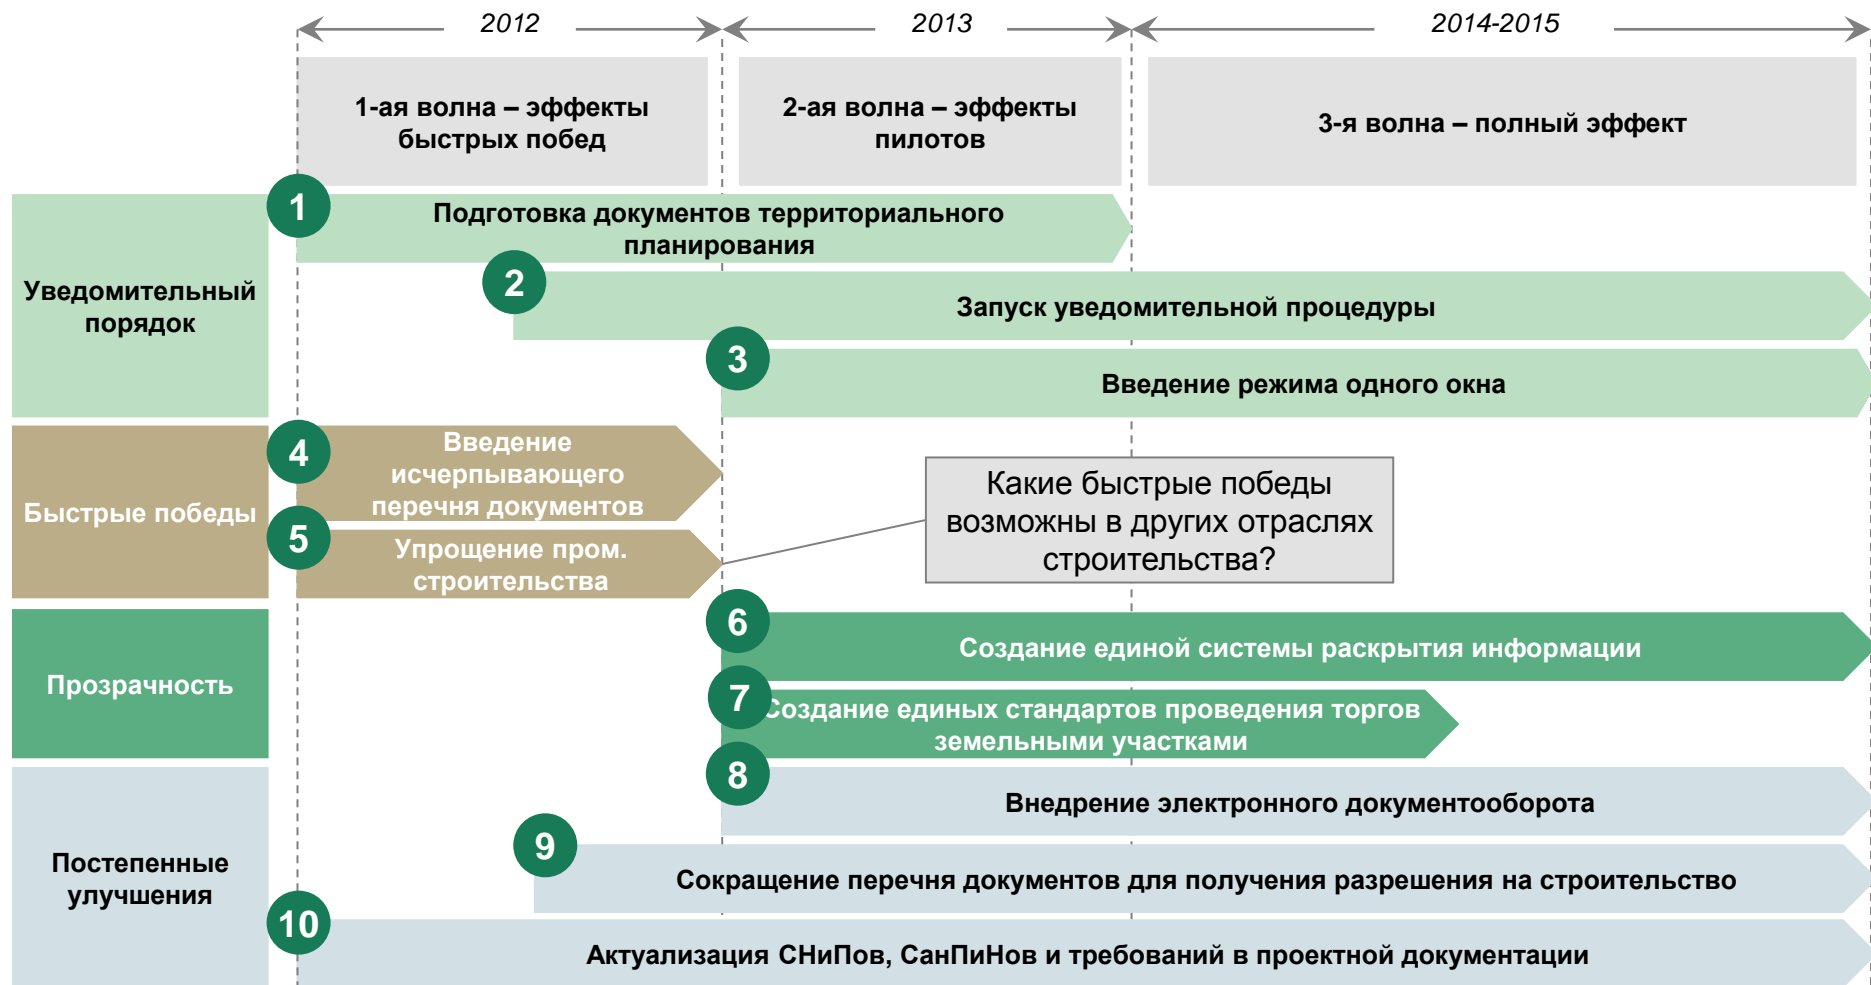 2012
2013
2014-2015
1-ая волна – эффекты
быстрых побед
2-ая волна – эффекты
пилотов
3-я волна – полный эффект
Уведомительный
порядок
1
Подготовка документов территориального
планирования
2
Запуск уведомительной процедуры
3
Введение режима одного окна
Быстрые победы
4
Введение
исчерпывающего
перечня документов
5
Упрощение пром.
строительства
Какие быстрые победы
возможны в других отраслях
строительства?
Прозрачность
6
Создание единой системы раскрытия информации
7
Создание единых стандартов проведения торгов
земельными участками
Постепенные
улучшения
8
Внедрение электронного документооборота
9
Сокращение перечня документов для получения разрешения на строительство
10
Актуализация СНиПов, СанПиНов и требований в проектной документации